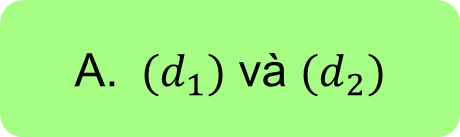 A. (d₁) và (d₂)